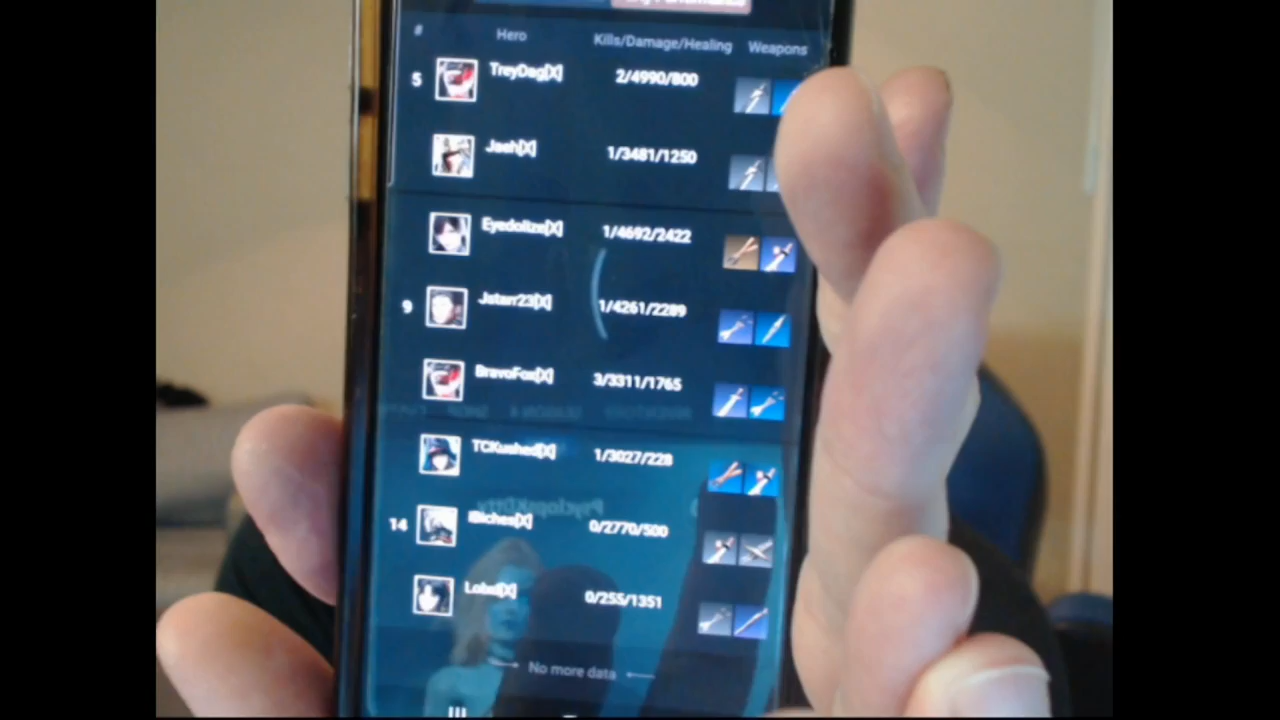 # Hero Kills/Damage/Healing Weapons
5 TreyDag[X] 2/4990/800
Jash[X] 1/3481/1250
Eyedolize[X] 1/4692/2422
9 Jstarr23[X] 1/4261/2289
BravoFox[X] 3/3311/1765
TCKushed[X] 1/3027/228
14 iBiches[X] 0/2770/500
[X] 0/255/1351
No more data